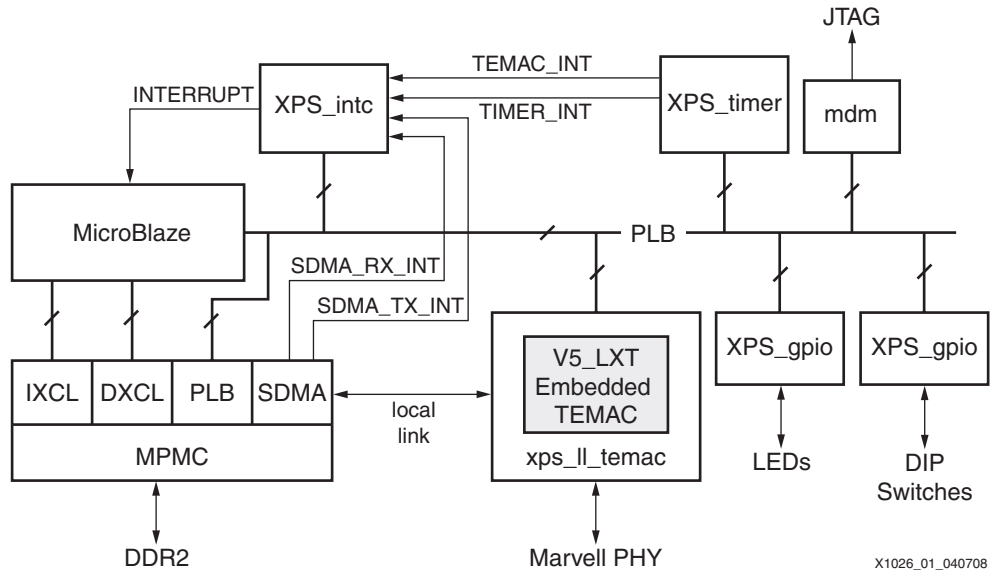 JTAG
TEMAC_INT
INTERRUPT
XPS_intc
XPS_timer
mdm
TIMER_INT
MicroBlaze
PLB
SDMA_RX_INT
SDMA_TX_INT
V5_LXT
Embedded
TEMAC
XPS_gpio
XPS_gpio
IXCL
DXCL
PLB
SDMA
local
link
MPMC
xps_ll_temac
LEDs
DIP
Switches
DDR2
Marvell PHY
X1026_01_040708